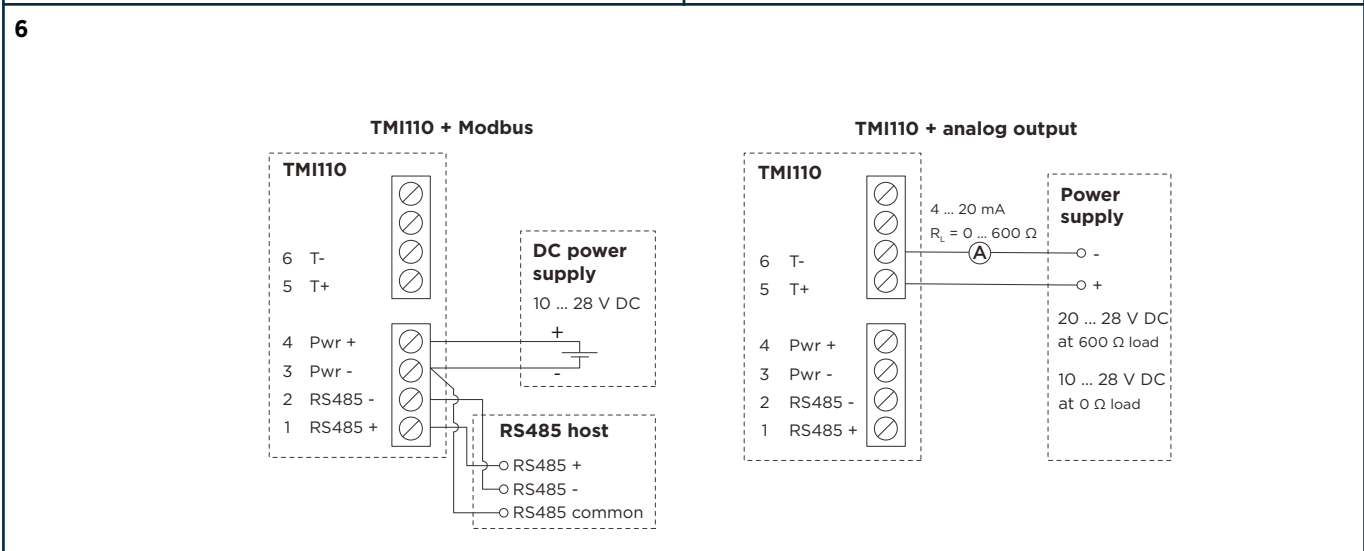 6
TMI110 + Modbus
TMI110
6 T-
5 T+
4 Pwr +
3 Pwr -
2 RS485 -
1 RS485 +
DC power
supply
10 ... 28 V DC
+
-
RS485 host
RS485 +
RS485 -
RS485 common
TMI110 + analog output
TMI110
6 T-
5 T+
4 Pwr +
3 Pwr -
2 RS485 -
1 RS485 +
4 ... 20 mA
RL = 0 ... 600 Ω
A
Power
supply
-
+
20 ... 28 V DC
at 600 Ω load
10 ... 28 V DC
at 0 Ω load